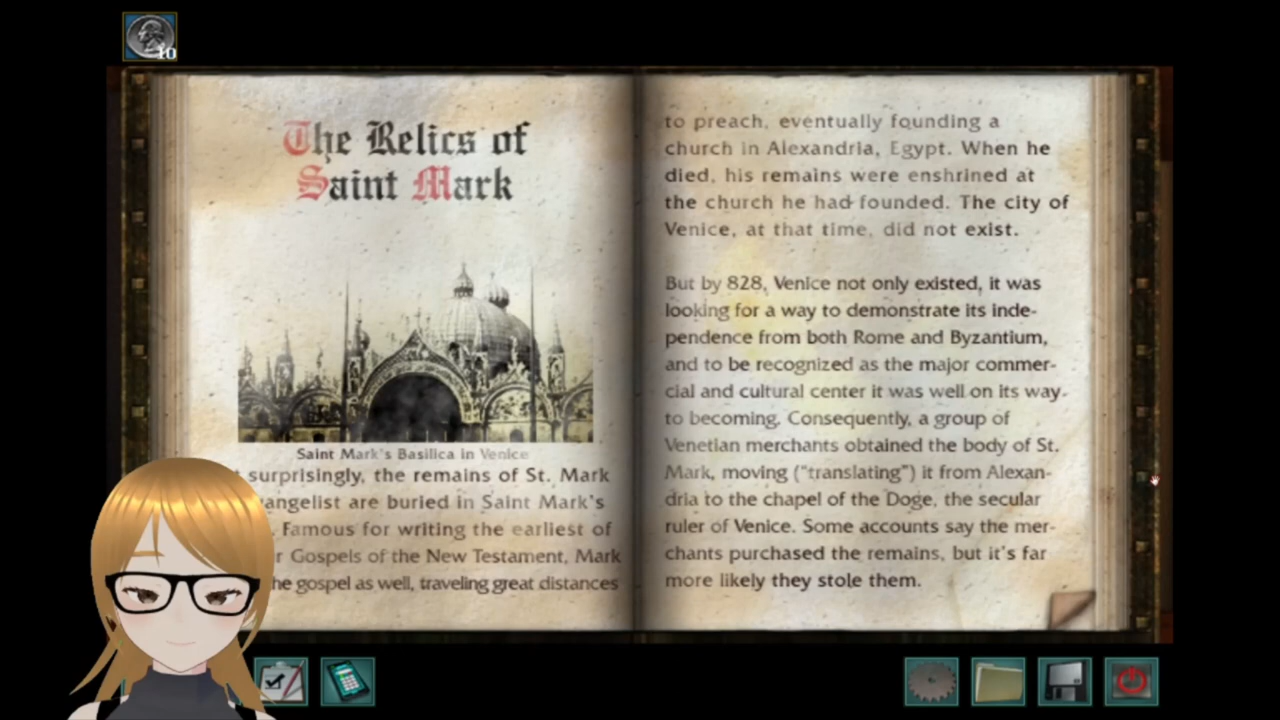 10
The Relics of
Saint Mark
Saint Mark's Basilica in Venice
surprisingly, the remains of St. Mark
are buried in Saint Mark's
Famous for writing the earliest of
Gospels of the New Testament, Mark
gospel as well, traveling great distances
to preach, eventually founding a
church in Alexandria, Egypt. When he
died, his remains were enshrined at
the church he had founded. The city of
Venice, at that time, did not exist.
But by 828, Venice not only existed, it was
looking for a way to demonstrate its inde-
pendence from both Rome and Byzantium,
and to be recognized as the major commer-
cial and cultural center it was well on its way
to becoming. Consequently, a group of
Venetian merchants obtained the body of St.
Mark, moving ("translating") it from Alexan-
dria to the chapel of the Doge, the secular
ruler of Venice. Some accounts say the mer-
chants purchased the remains, but it's far
more likely they stole them.